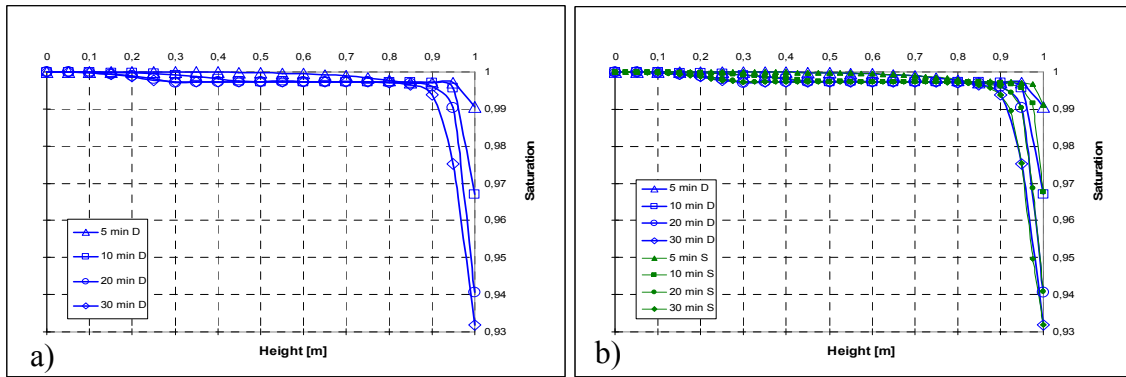 0 0,1 0,2 0,3 0,4 0,5 0,6 0,7 0,8 0,9 1
1
0,99
0,98
0,97
0,96
0,95
0,94
0,93
Saturation
5 min D
10 min D
20 min D
30 min D
Height [m]
a)
0 0,1 0,2 0,3 0,4 0,5 0,6 0,7 0,8 0,9 1
1
0,99
0,98
0,97
0,96
0,95
0,94
0,93
Saturation
5 min D
10 min D
20 min D
30 min D
5 min S
10 min S
20 min S
30 min S
Height [m]
b)